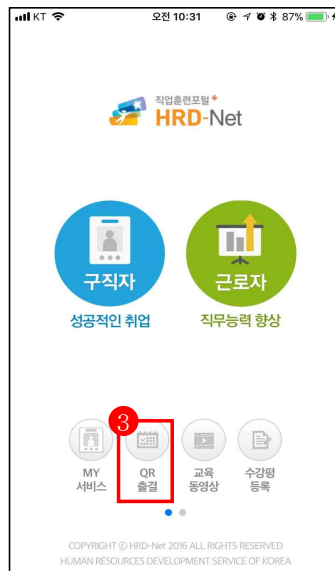 KT 오전 10:31 87%
직업훈련포털+
HRD-Net
구직자 근로자
성공적인 취업 직무능력 향상
3
MY QR 교육 수강평
서비스 출결 동영상 등록
COPYRIGHT © HRD-Net 2016 ALL RIGHTS RESERVED
HUMAN RESOURCES DEVELOPMENT SERVICE OF KOREA